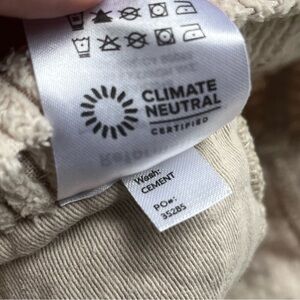 CLIMATE
NEUTRAL
CERTIFIED
Wash:
CEMENT
PO#:
35285